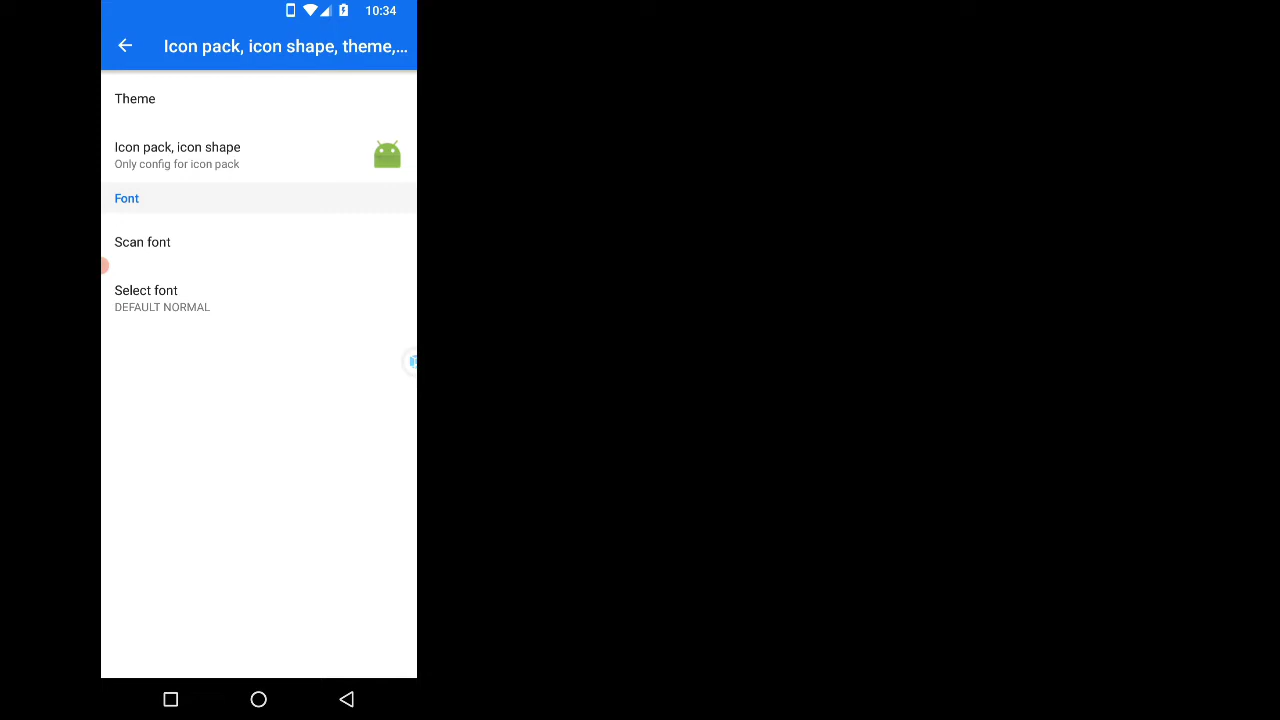 10:34
Icon pack, icon shape, theme,...
Theme
Icon pack, icon shape
Only config for icon pack
Font
Scan font
Select font
DEFAULT NORMAL